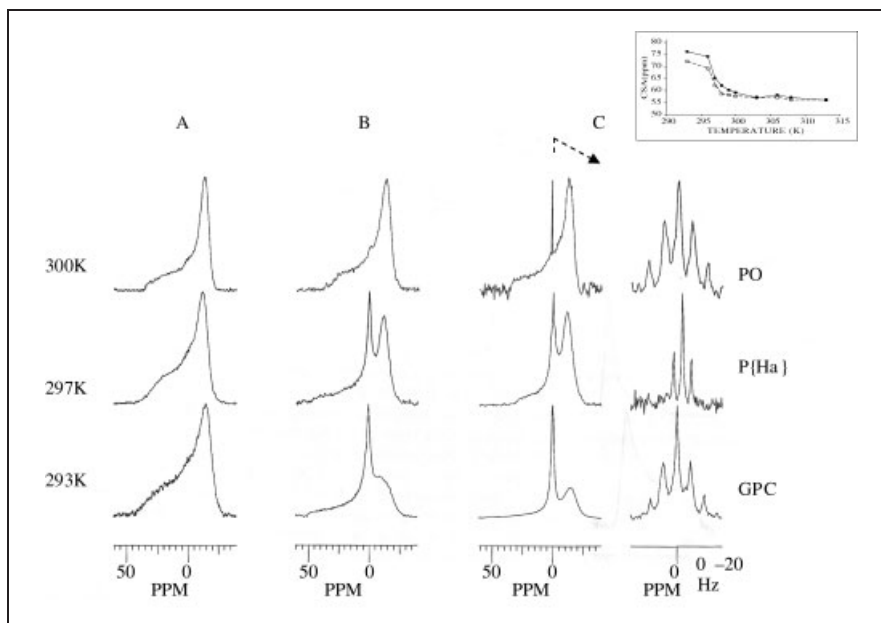 80
75
70
65
60
55
50
CSA(ppm)
290 295 300 305 310 315
TEMPERATURE (K)
A B C
300K PO
297K P{Ha}
293K GPC
50 0 50 0 50 0 0 0 –20
PPM PPM PPM PPM Hz